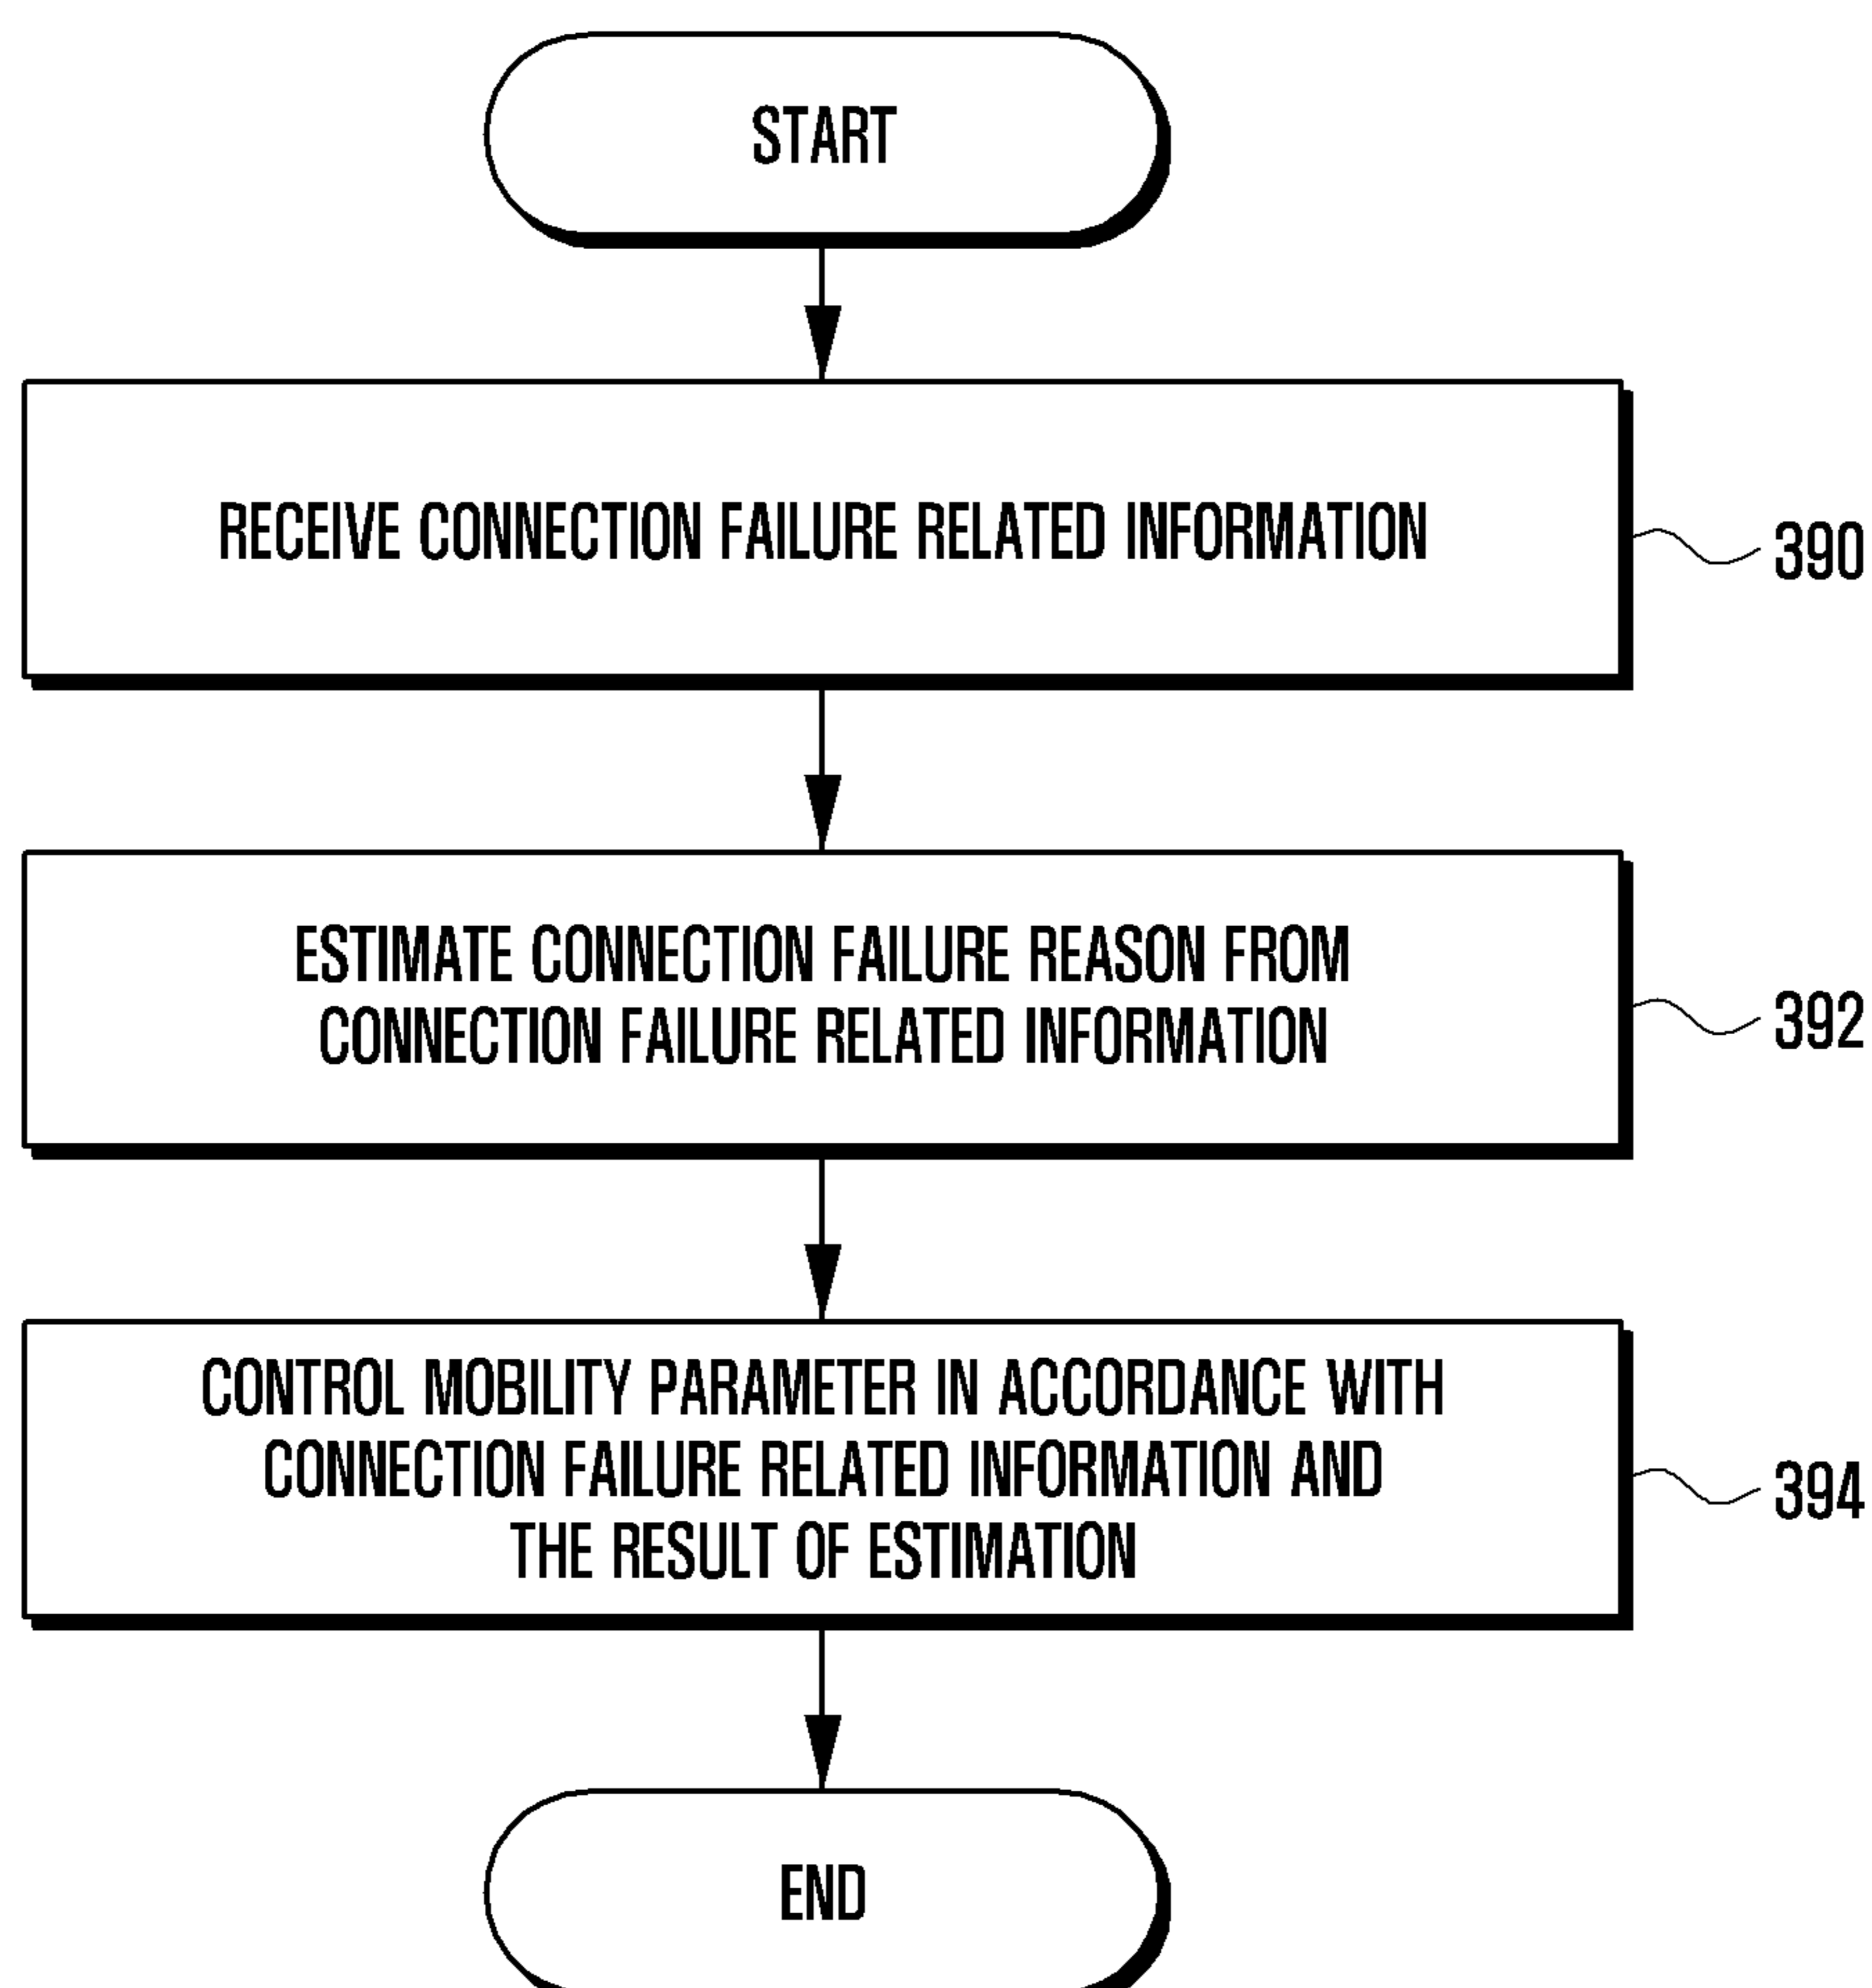 START
RECEIVE CONNECTION FAILURE RELATED INFORMATION
390
ESTIMATE CONNECTION FAILURE REASON FROM
CONNECTION FAILURE RELATED INFORMATION
392
CONTROL MOBILITY PARAMETER IN ACCORDANCE WITH
CONNECTION FAILURE RELATED INFORMATION AND
THE RESULT OF ESTIMATION
394
END